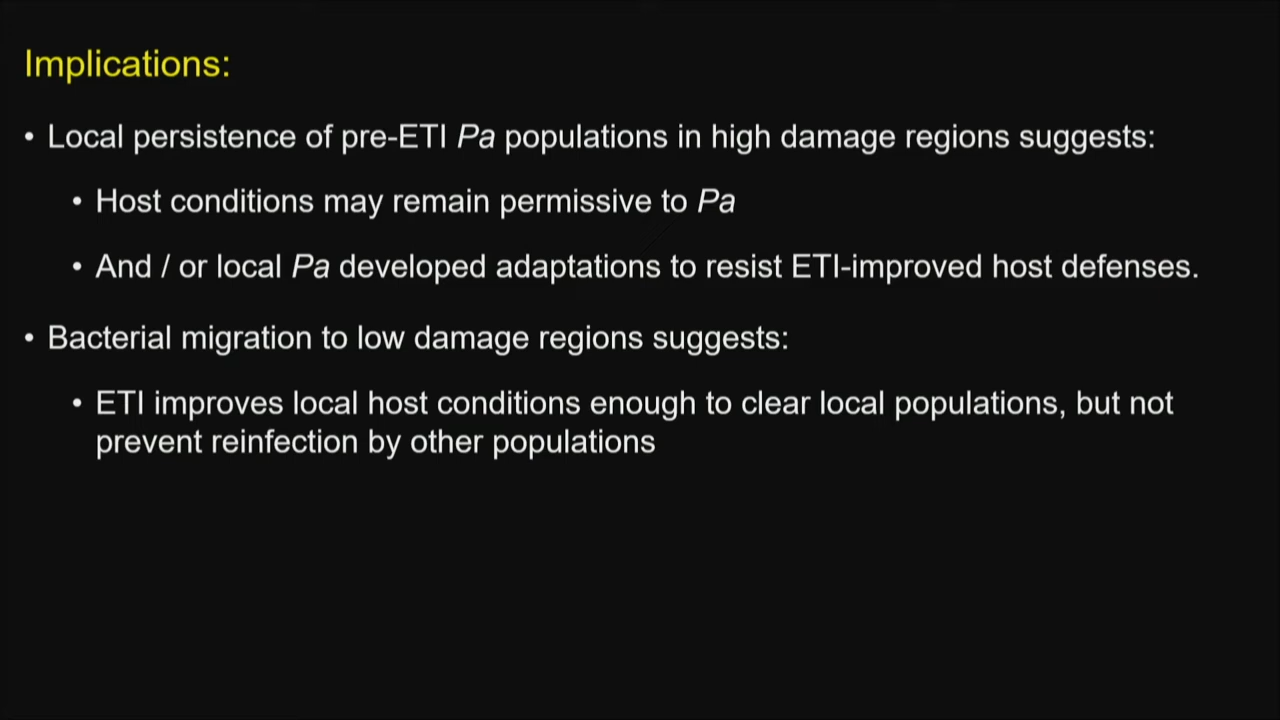 Implications:
• Local persistence of pre-ETI Pa populations in high damage regions suggests:
• Host conditions may remain permissive to Pa
• And / or local Pa developed adaptations to resist ETI-improved host defenses.
• Bacterial migration to low damage regions suggests:
• ETI improves local host conditions enough to clear local populations, but not
prevent reinfection by other populations